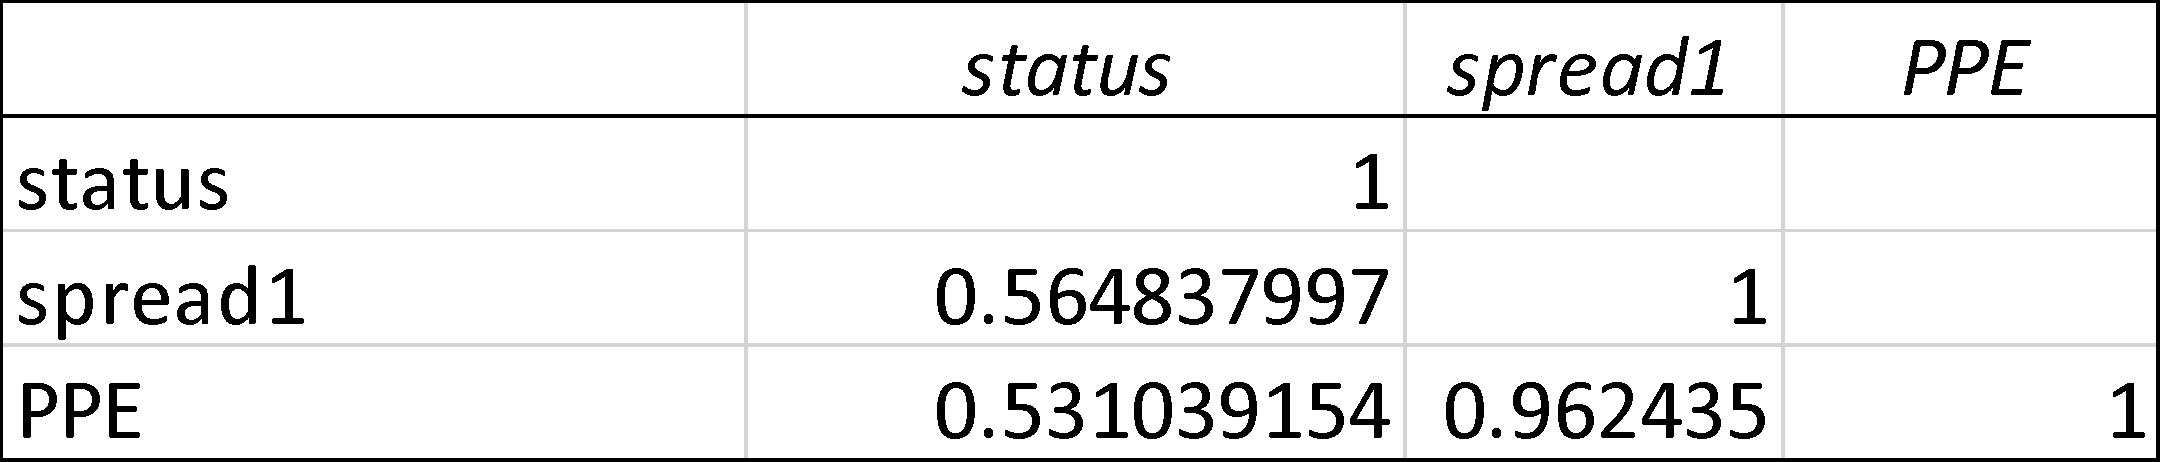 status spread1 PPE
status 1
spread1 0.564837997 1
PPE 0.531039154 0.962435 1